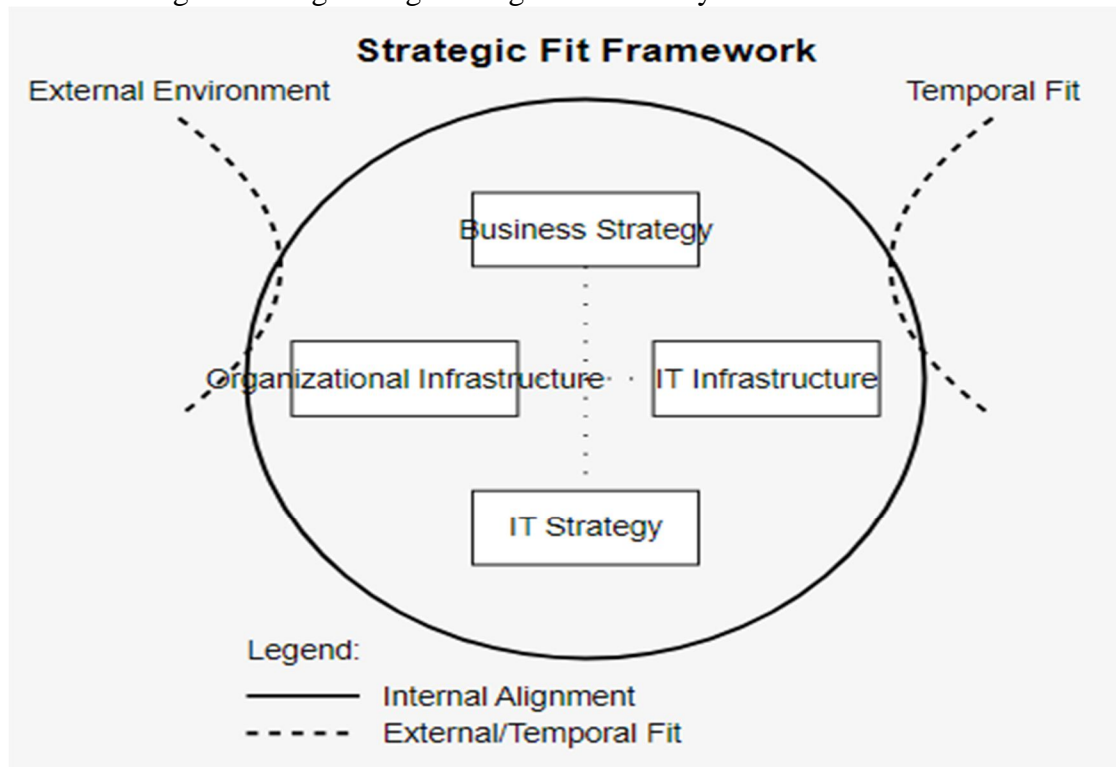 Strategic Fit Framework
External Environment
Temporal Fit
Business Strategy
Organizational Infrastructure
IT Infrastructure
IT Strategy
Legend:
Internal Alignment
External/Temporal Fit